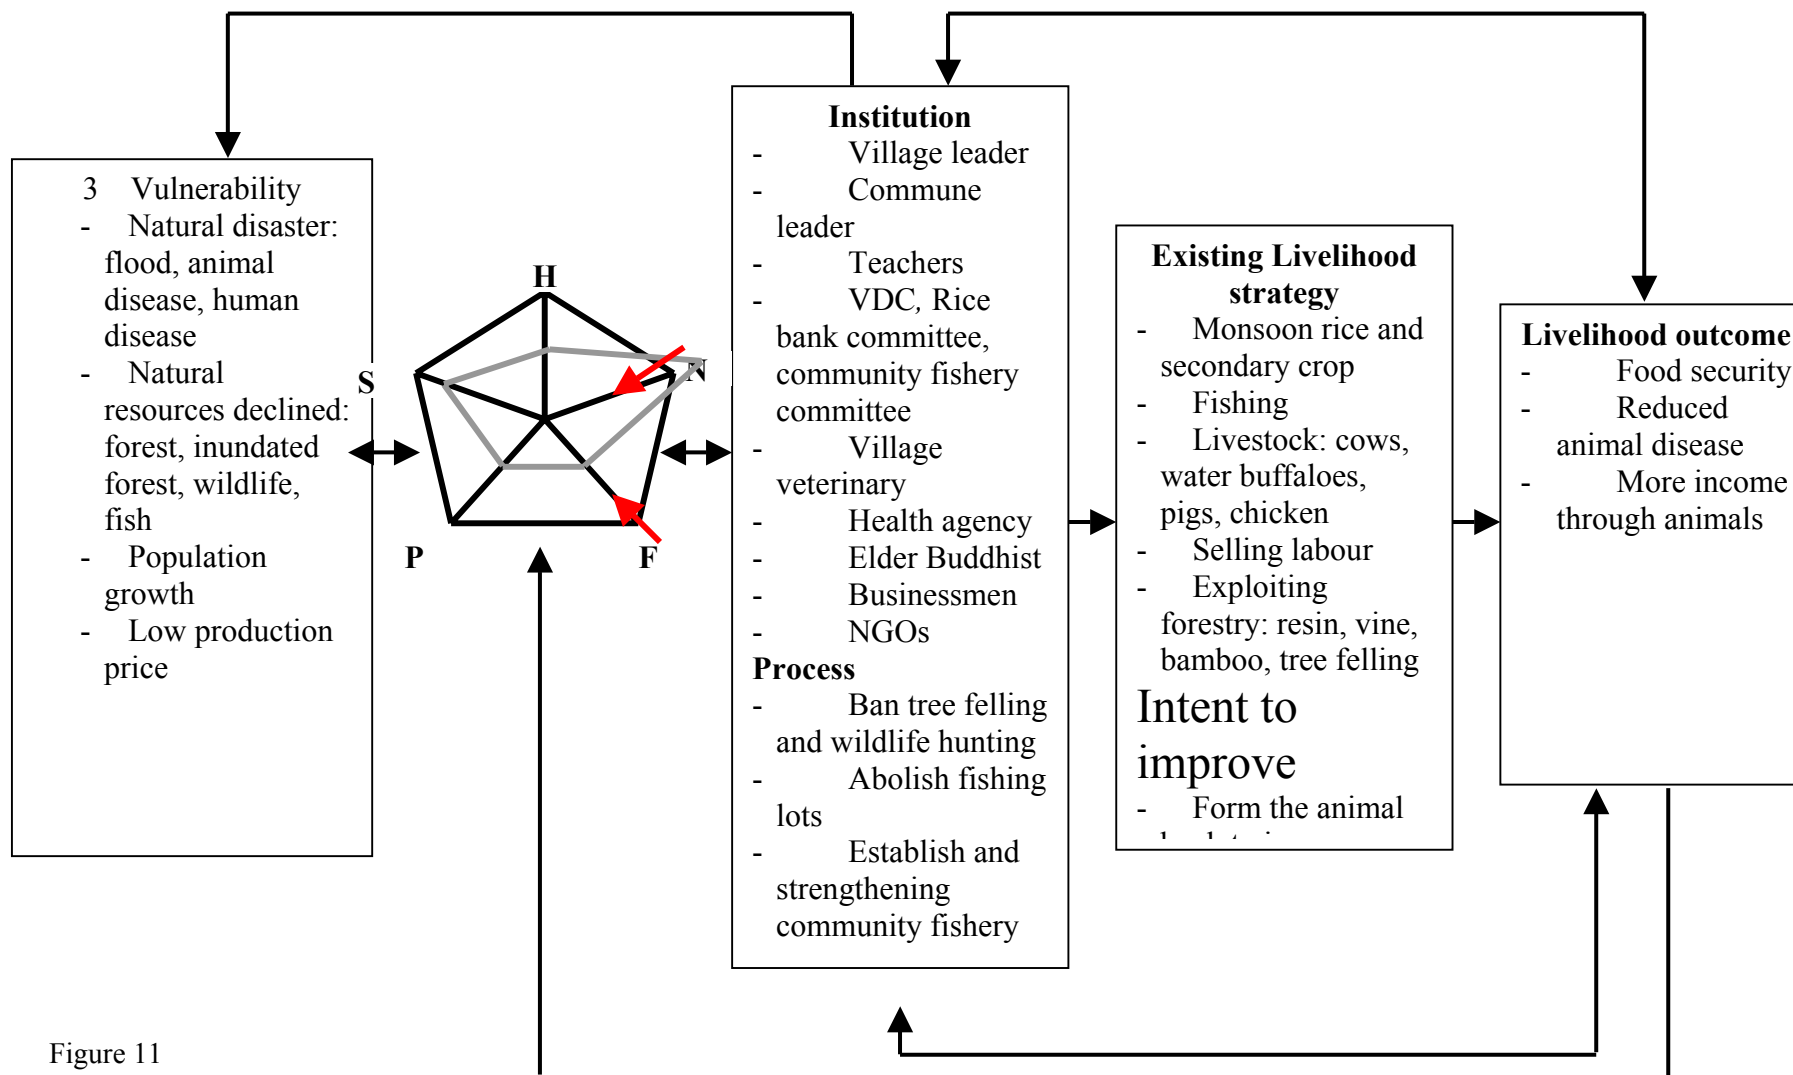 3 Vulnerability
- Natural disaster:
flood, animal
disease, human
disease
- Natural
resources declined:
forest, inundated
forest, wildlife,
fish
- Population
growth
- Low production
price
H
S
N
P
F
Institution
- Village leader
- Commune
leader
- Teachers
- VDC, Rice
bank committee,
community fishery
committee
- Village
veterinary
- Health agency
- Elder Buddhist
- Businessmen
- NGOs
Process
- Ban tree felling
and wildlife hunting
- Abolish fishing
lots
- Establish and
strengthening
community fishery
Existing Livelihood
strategy
- Monsoon rice and
secondary crop
- Fishing
- Livestock: cows,
water buffaloes,
pigs, chicken
- Selling labour
- Exploiting
forestry: resin, vine,
bamboo, tree felling
Intent to
improve
- Form the animal
Livelihood outcome
- Food security
- Reduced
animal disease
- More income
through animals
Figure 11